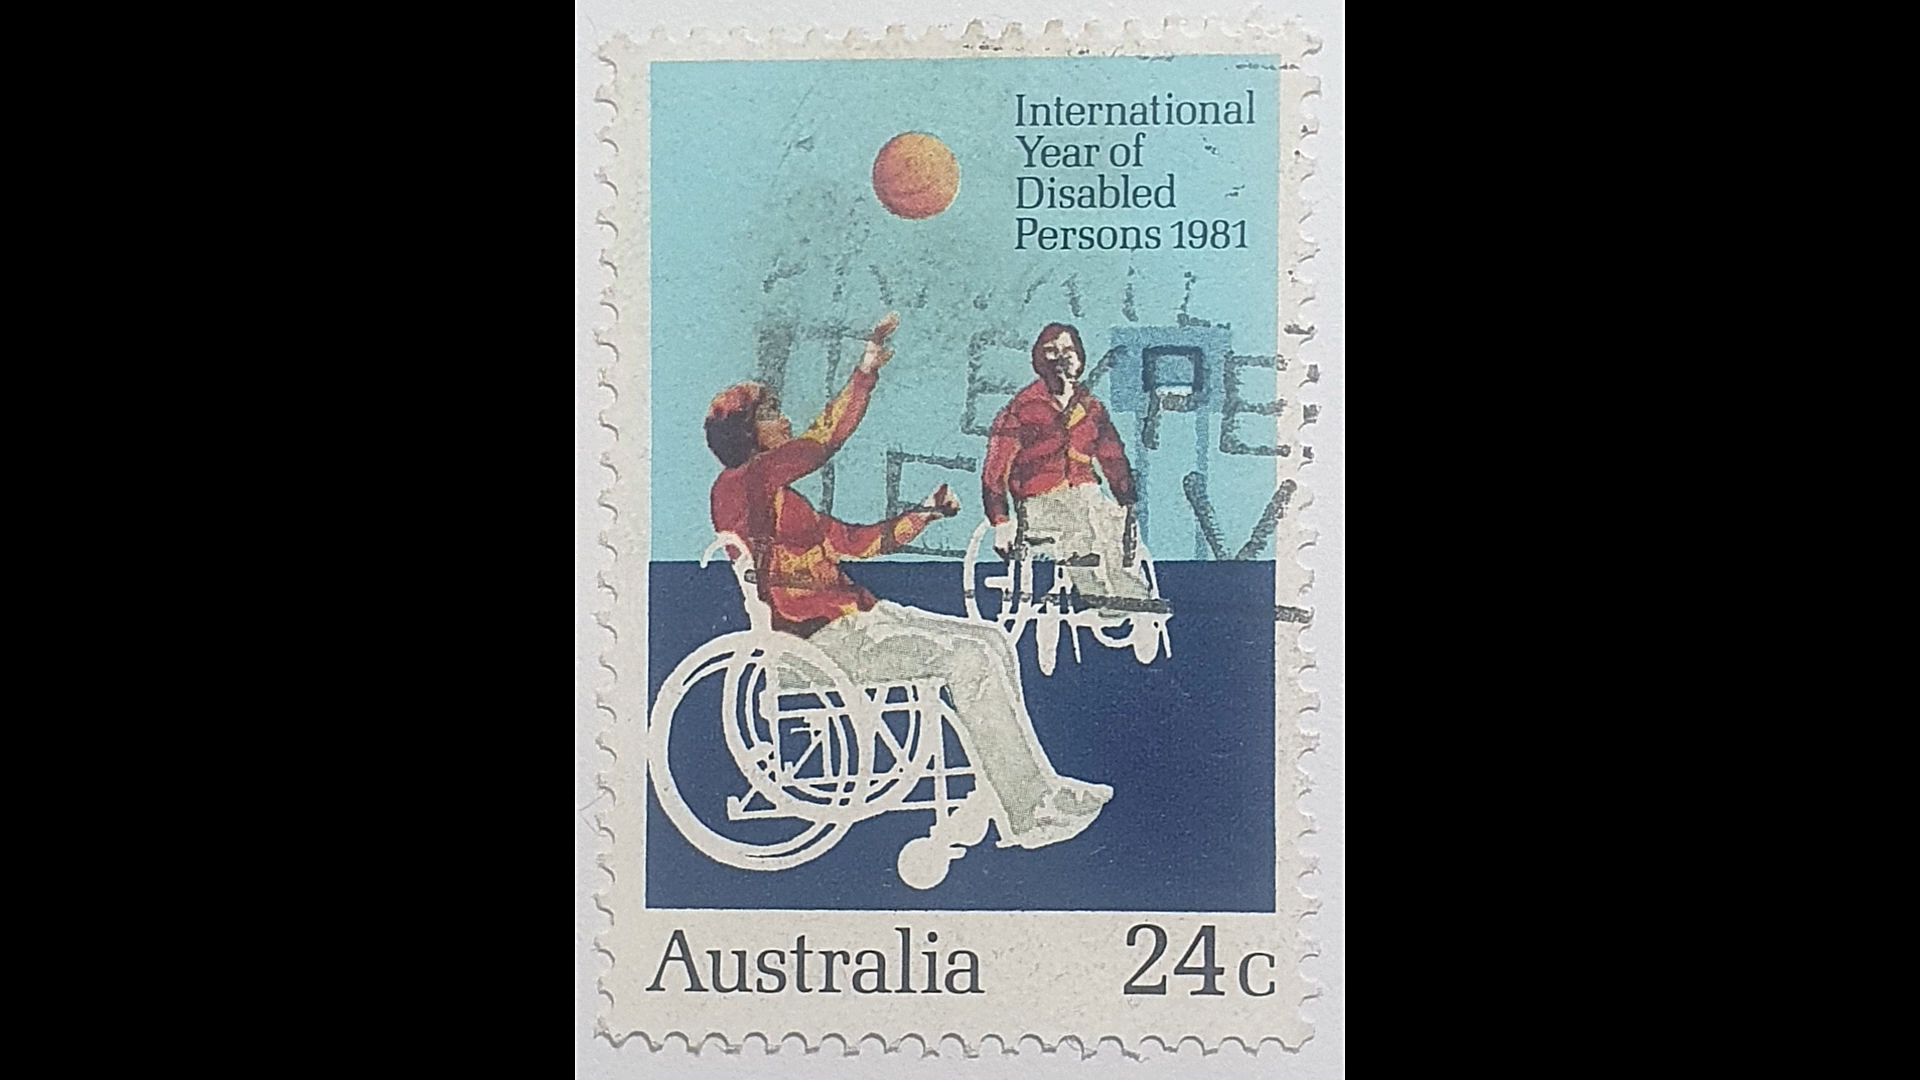 International
Year of
Disabled
Persons 1981
Australia 24c